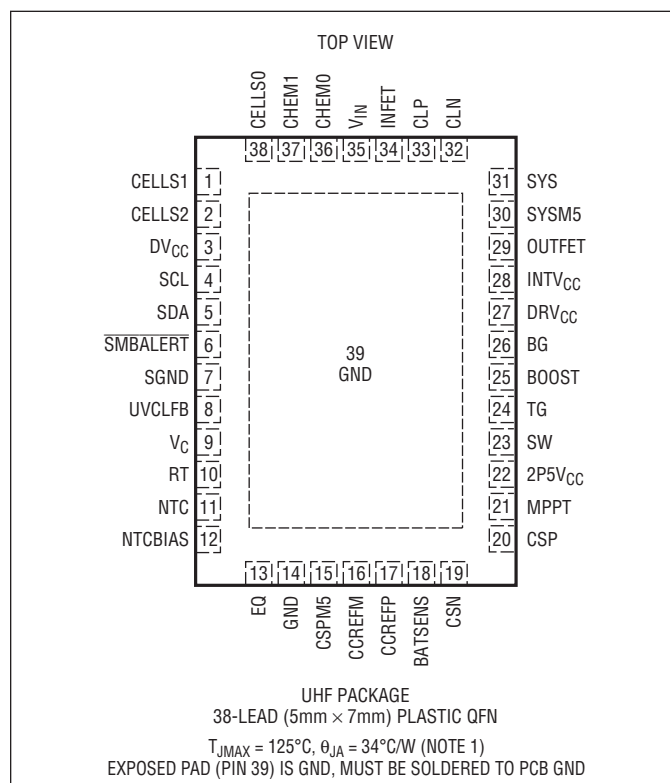 TOP VIEW
CELLS0
CHEM1
CHEM0
VIN
INFET
CLP
CLN
38 37 36 35 34 33 32
CELLS1 1
CELLS2 2
DVCC 3
SCL 4
SDA 5
SMBALERT 6
SGND 7
UVCLFB 8
VC 9
RT 10
NTC 11
NTCBIAS 12
39
GND
31 SYS
30 SYSM5
29 OUTFET
28 INTVCC
27 DRVCC
26 BG
25 BOOST
24 TG
23 SW
22 2P5VCC
21 MPPT
20 CSP
13 14 15 16 17 18 19
EQ
GND
CSPM5
CCREFM
CCREFP
BATSENS
CSN
UHF PACKAGE
38-LEAD (5mm × 7mm) PLASTIC QFN
TJMAX = 125°C, θJA = 34°C/W (NOTE 1)
EXPOSED PAD (PIN 39) IS GND, MUST BE SOLDERED TO PCB GND